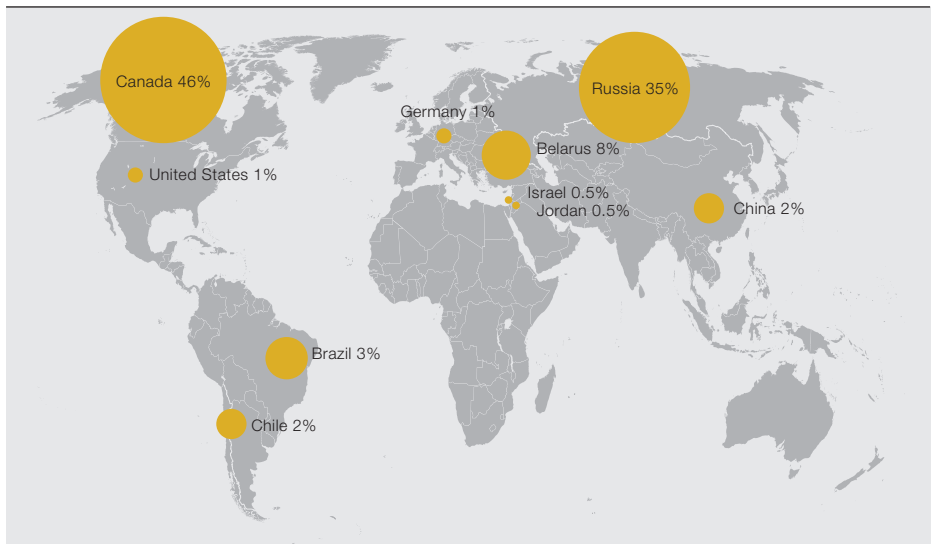 Canada 46%
Russia 35%
Germany 1%
Belarus 8%
United States 1%
Israel 0.5%
Jordan 0.5%
China 2%
Brazil 3%
Chile 2%